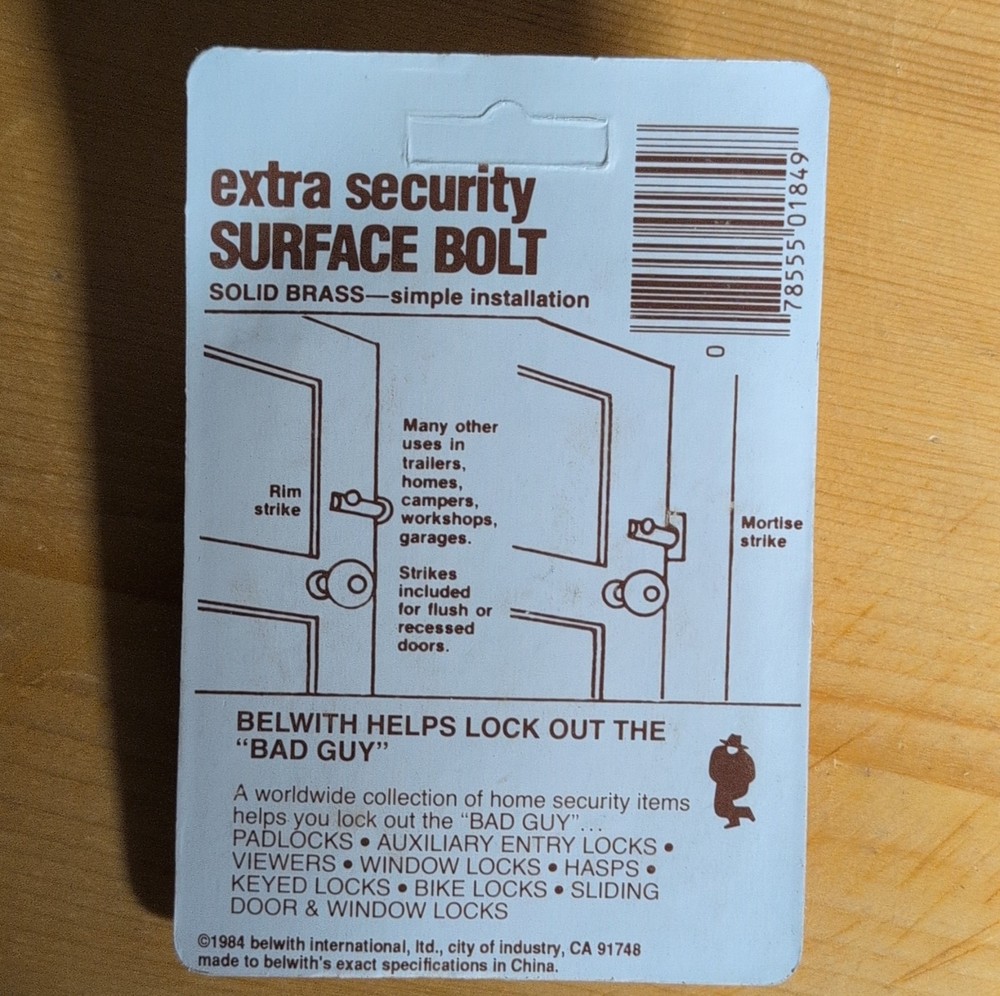 extra security
SURFACE BOLT
SOLID BRASS—simple installation
78555 01849
0
Rim
strike
Many other
uses in
trailers,
homes,
campers,
workshops,
garages.
Strikes
included
for flush or
recessed
doors.
Mortise
strike
BELWITH HELPS LOCK OUT THE
“BAD GUY”
A worldwide collection of home security items
helps you lock out the “BAD GUY”...
PADLOCKS • AUXILIARY ENTRY LOCKS •
VIEWERS • WINDOW LOCKS • HASPS •
KEYED LOCKS • BIKE LOCKS • SLIDING
DOOR & WINDOW LOCKS
©1984 belwith international, ltd., city of industry, CA 91748
made to belwith's exact specifications in China.